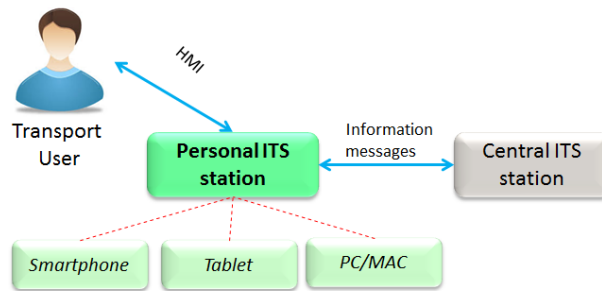 HMI
Transport
User
Information
messages
Personal ITS
station
Central ITS
station
Smartphone
Tablet
PC/MAC